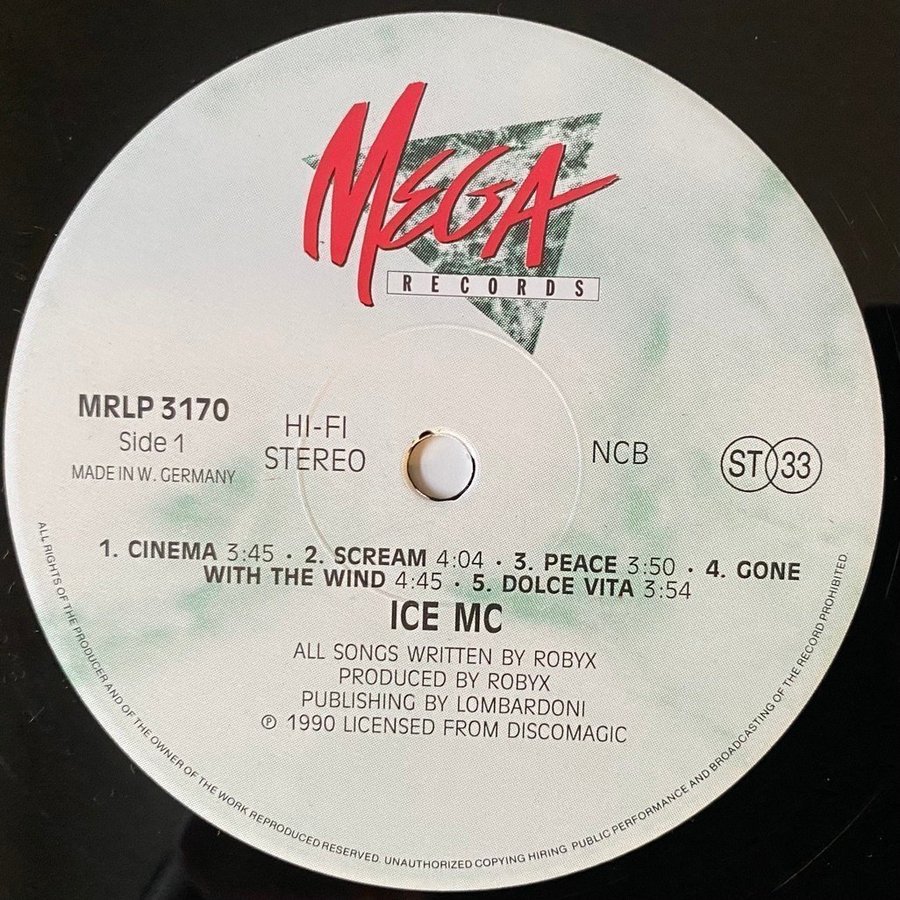 MEGA
RECORDS
MRLP 3170
Side 1
MADE IN W. GERMANY
HI-FI
STEREO
NCB
ST 33
1. CINEMA 3:45 · 2. SCREAM 4:04 · 3. PEACE 3:50 · 4. GONE
WITH THE WIND 4:45 · 5. DOLCE VITA 3:54
ICE MC
ALL SONGS WRITTEN BY ROBYX
PRODUCED BY ROBYX
PUBLISHING BY LOMBARDONI
℗ 1990 LICENSED FROM DISCOMAGIC
ALL RIGHTS OF THE PRODUCER AND OF THE OWNER OF THE WORK REPRODUCED RESERVED. UNAUTHORIZED COPYING HIRING PUBLIC PERFORMANCE AND BROADCASTING OF THE RECORD PROHIBITED